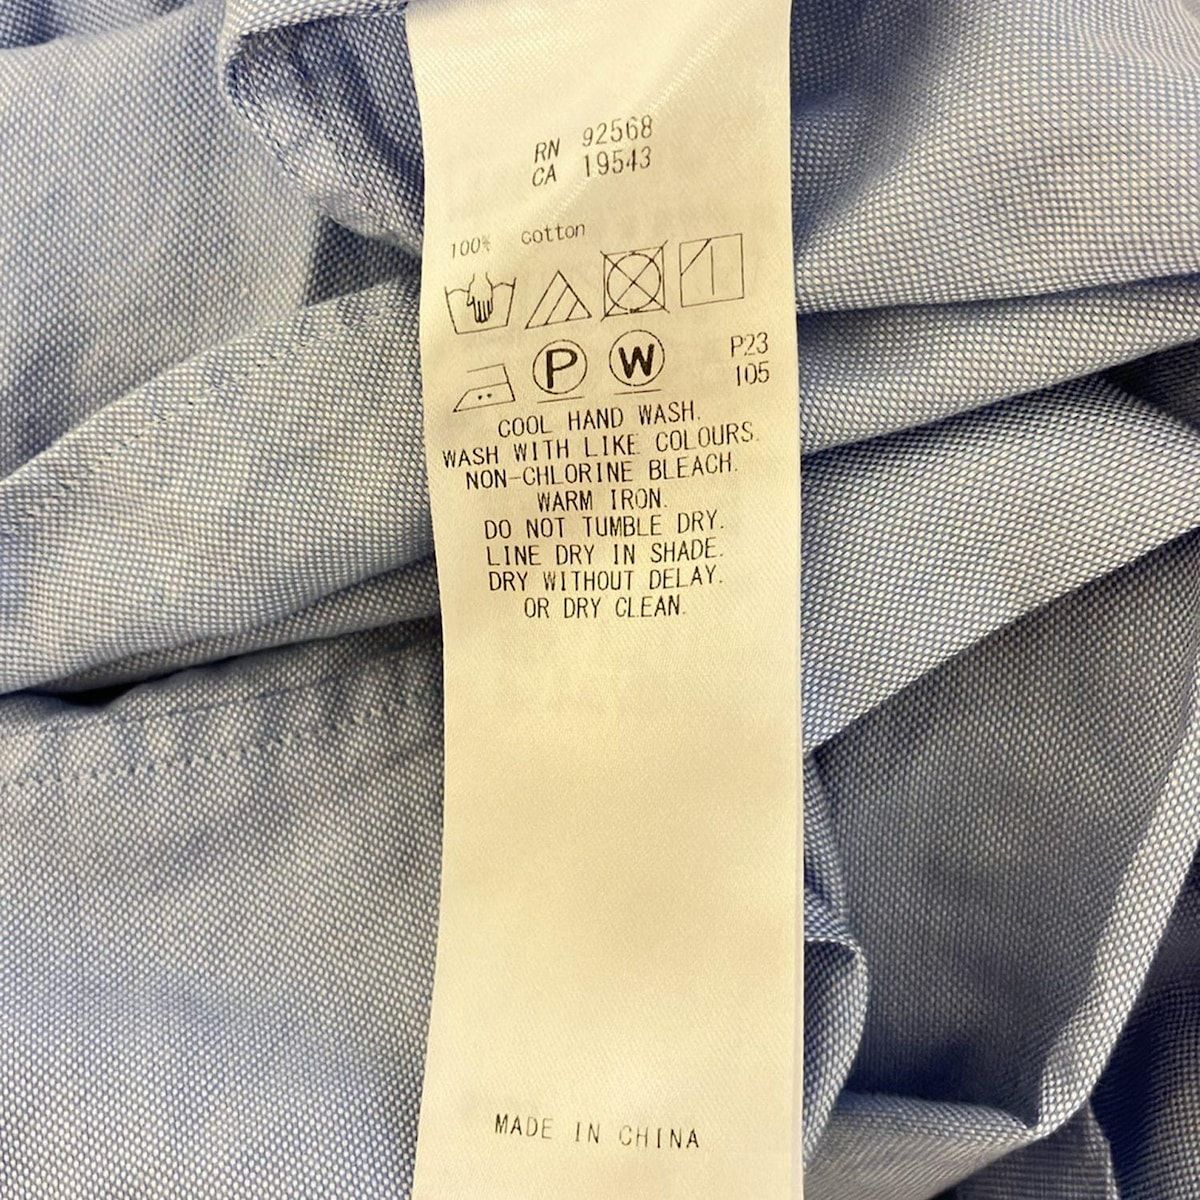 RN 92568
CA 19543
100% cotton
P W P23
105
COOL HAND WASH.
WASH WITH LIKE COLOURS.
NON-CHLORINE BLEACH.
WARM IRON.
DO NOT TUMBLE DRY.
LINE DRY IN SHADE.
DRY WITHOUT DELAY.
OR DRY CLEAN.
MADE IN CHINA